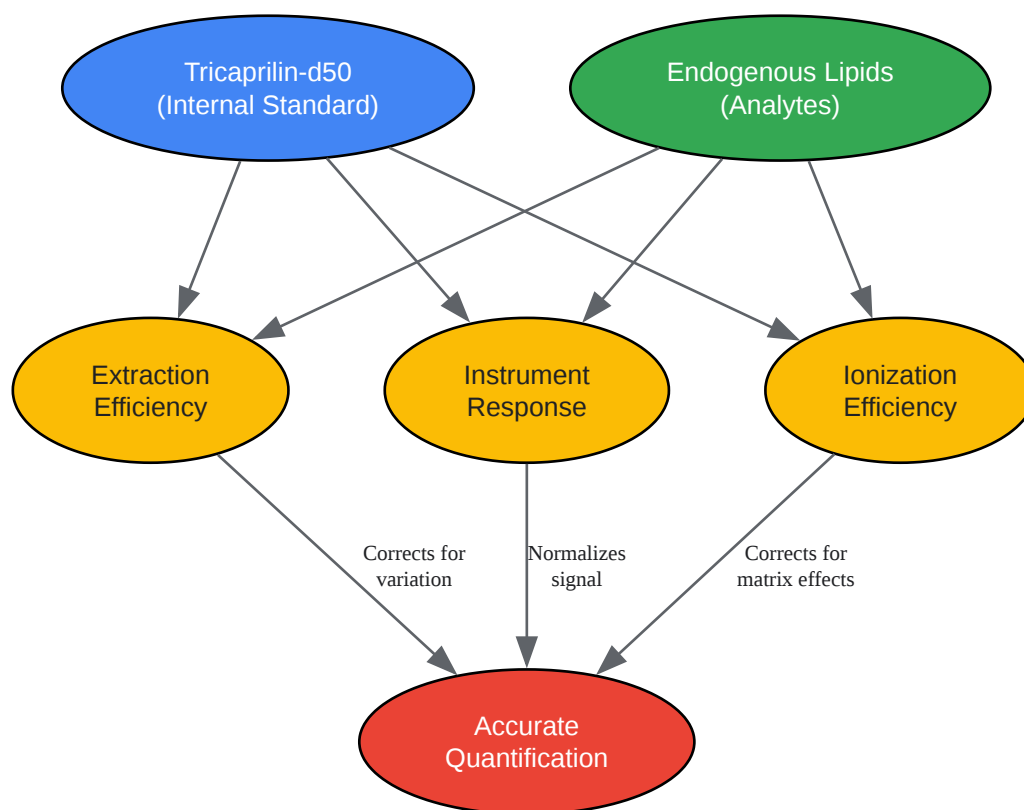 Tricaprilin-d50
(Internal Standard)
Endogenous Lipids
(Analytes)
Extraction
Efficiency
Instrument
Response
Ionization
Efficiency
Corrects for
variation
Normalizes
signal
Corrects for
matrix effects
Accurate
Quantification